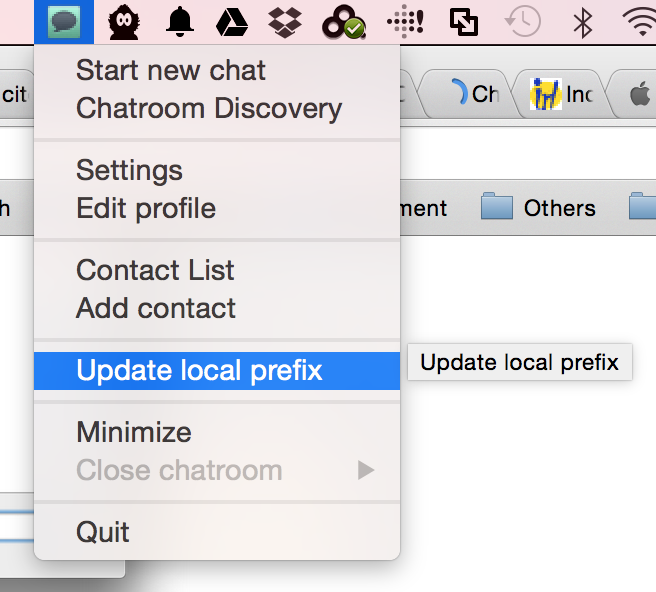 Start new chat
Chatroom Discovery
Settings
Edit profile
Contact List
Add contact
Update local prefix
Update local prefix
Minimize
Close chatroom
Quit
cit
Ch
Inc
h
ment
Others